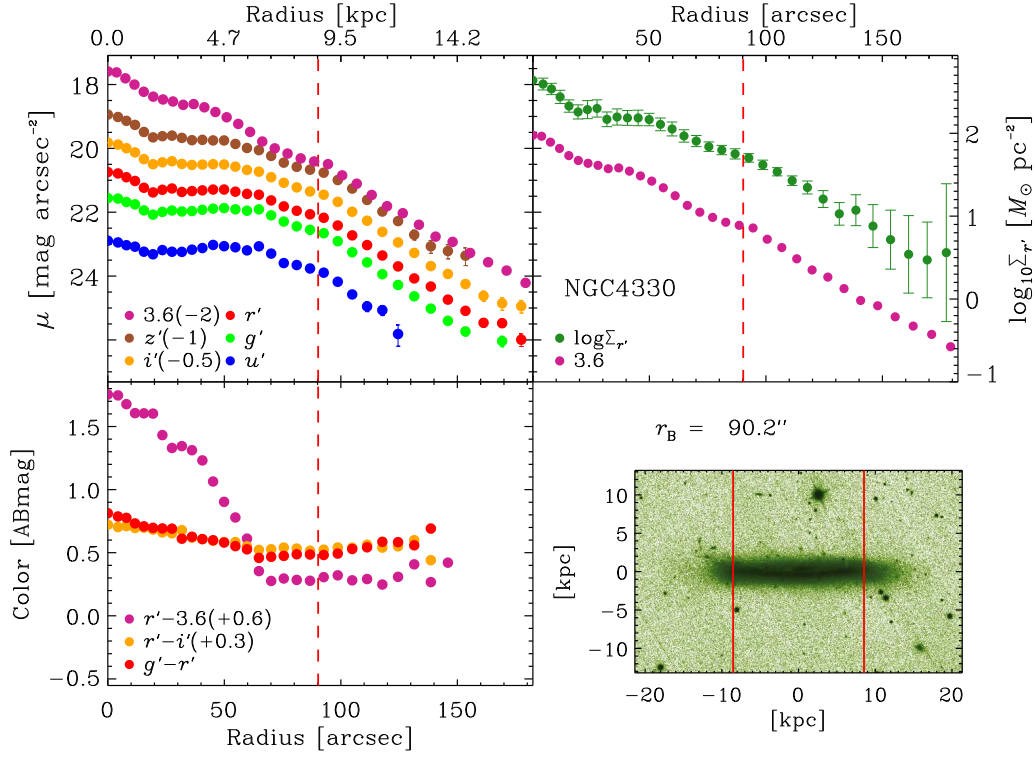 Radius [kpc]
0.0 4.7 9.5 14.2
Radius [arcsec]
50 100 150
18
20
22
24
μ [mag arcsec⁻²]
3.6(−2) r′
z′(−1) g′
i′(−0.5) u′
NGC4330
logΣr′
3.6
2
1
0
−1
log₁₀Σr′ [M⊙ pc⁻²]
1.5
1.0
0.5
0.0
−0.5
Color [ABmag]
r′−3.6(+0.6)
r′−i′(+0.3)
g′−r′
0 50 100 150
Radius [arcsec]
rB = 90.2″
10
5
0
−5
−10
[kpc]
−20 −10 0 10 20
[kpc]